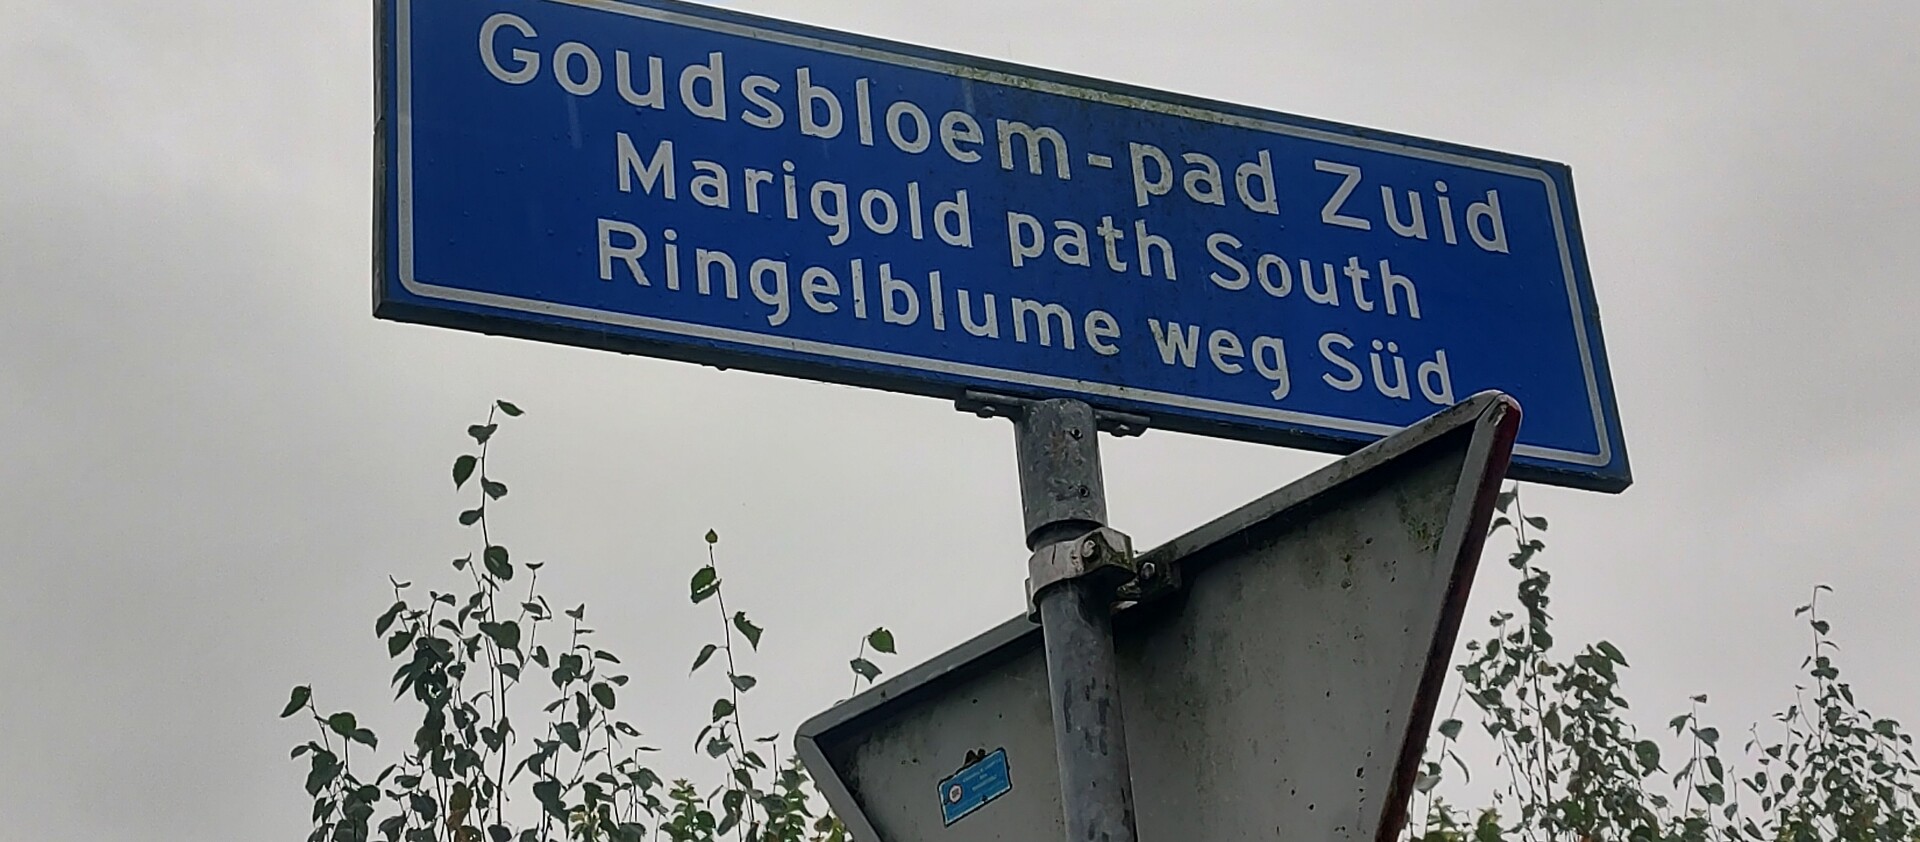 Goudsbloem-pad Zuid
Marigold path South
Ringelblume weg Süd